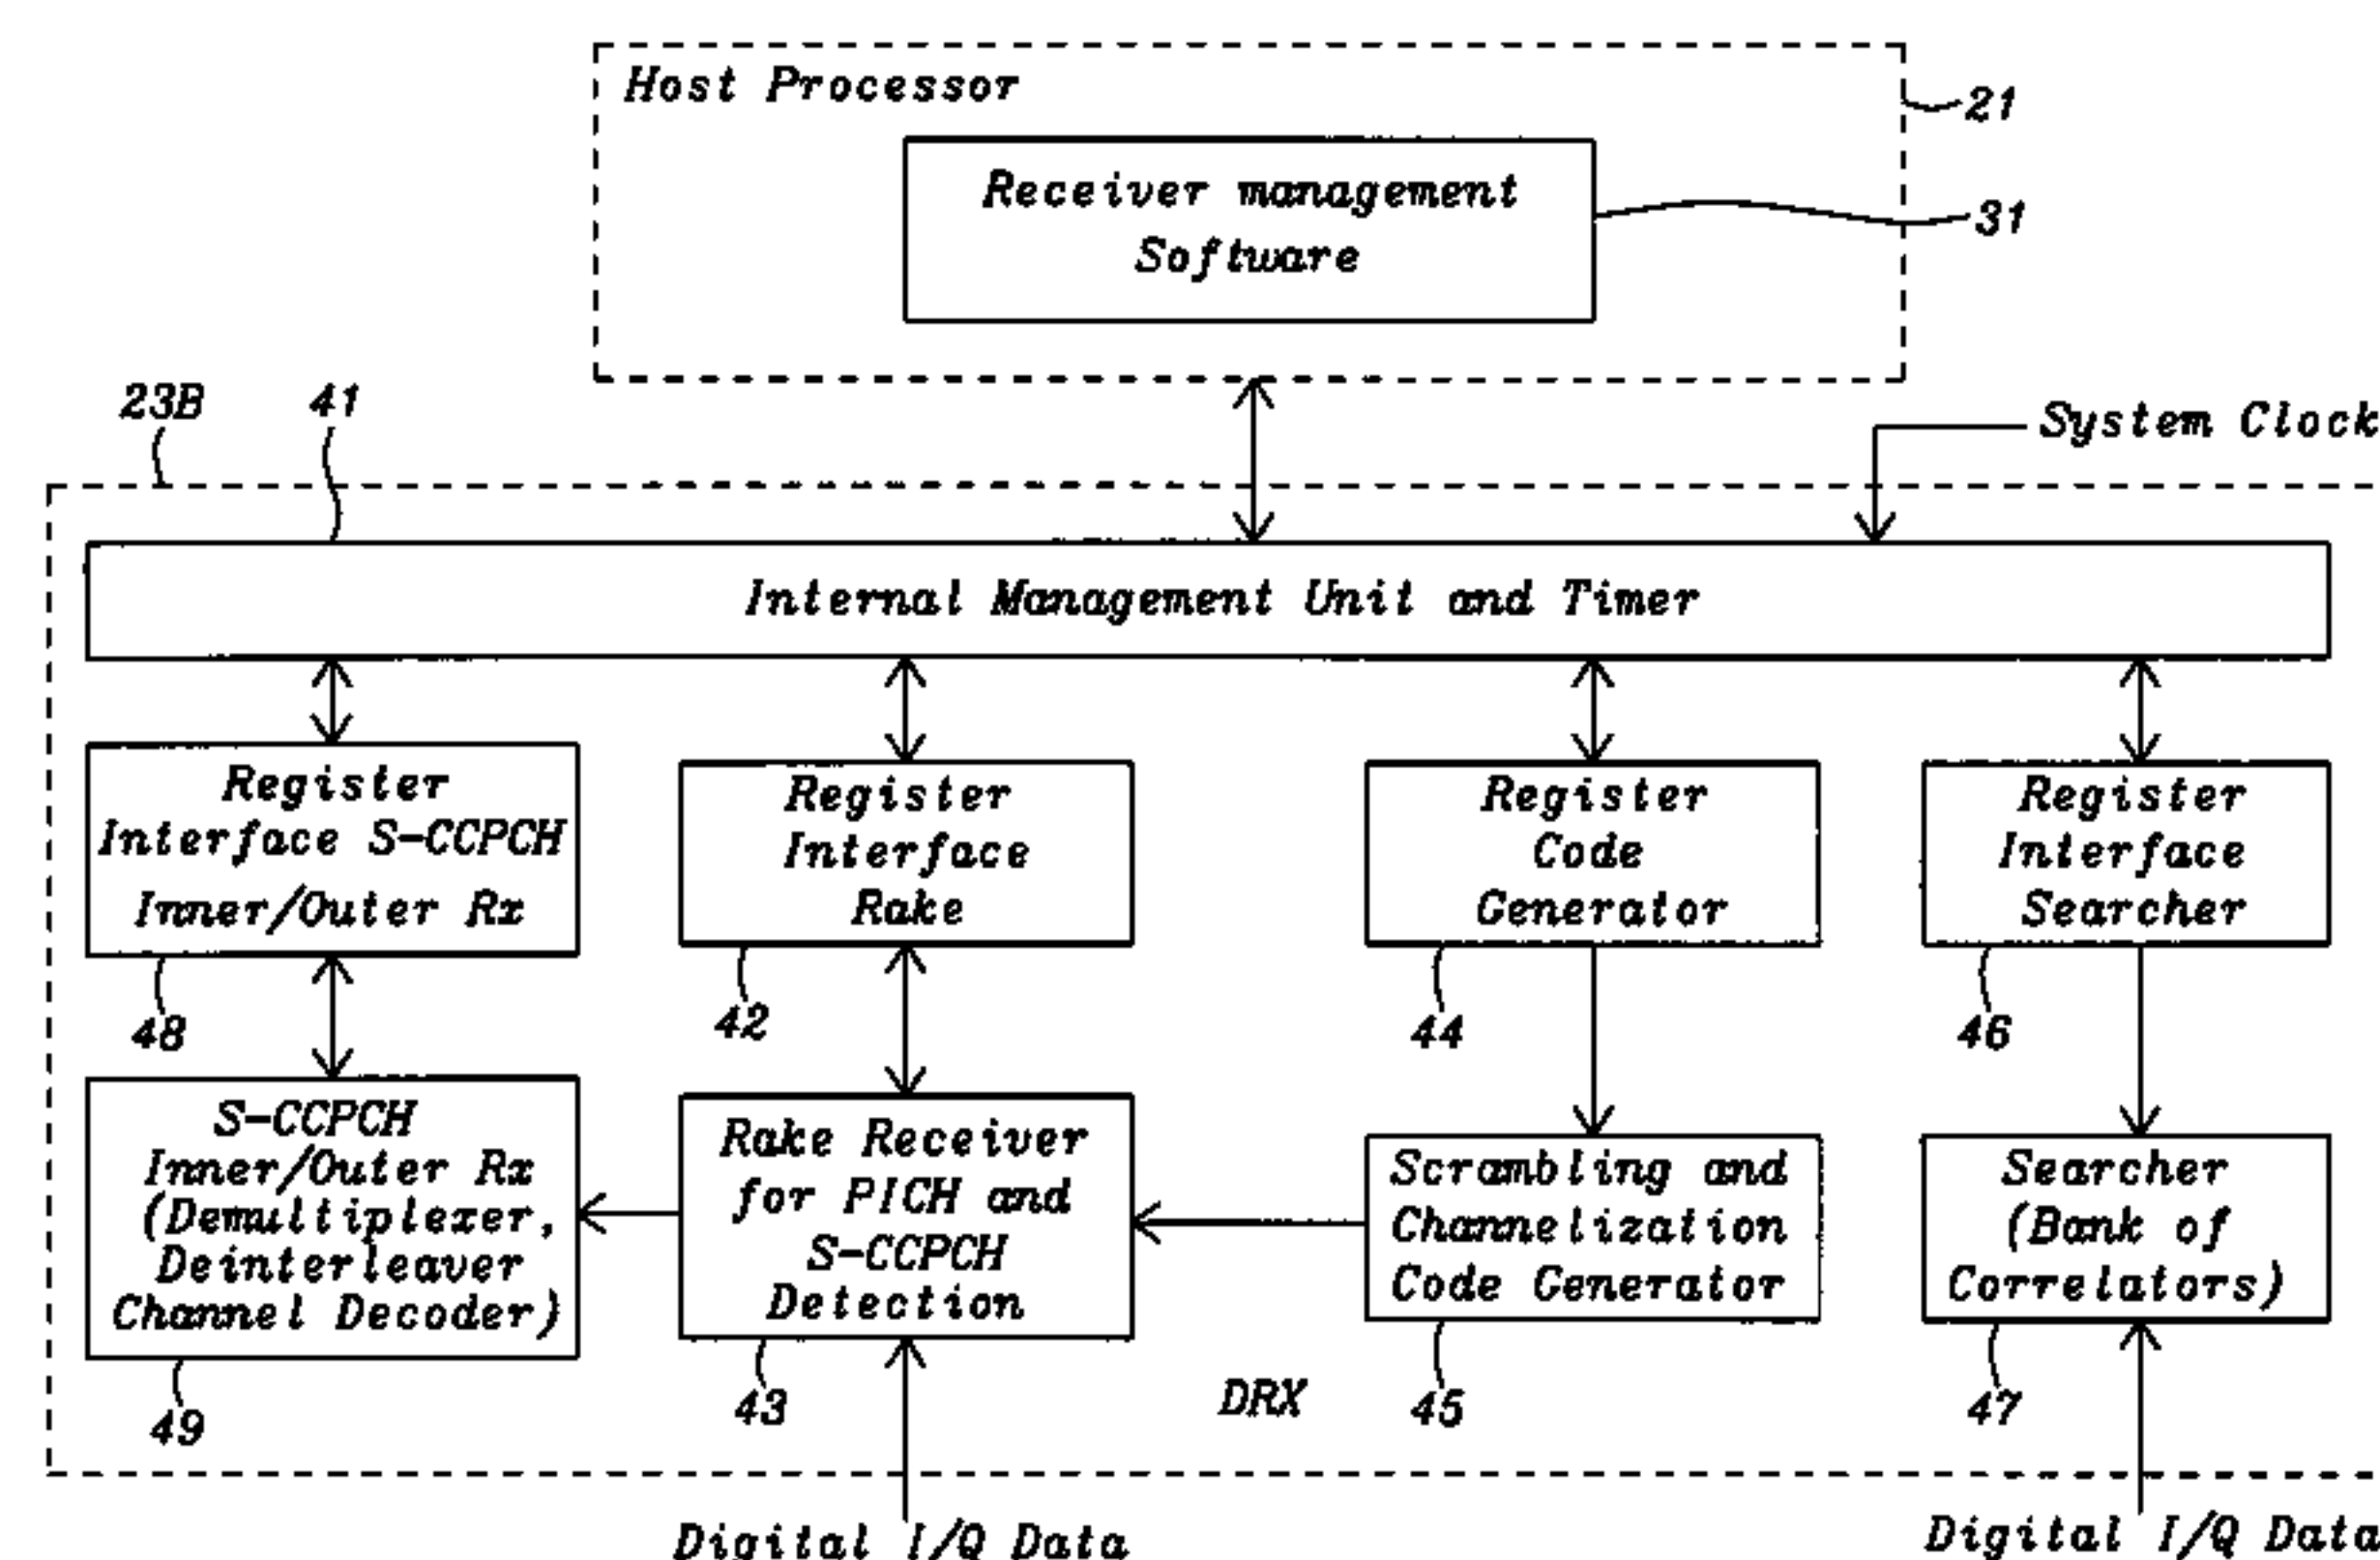 Host Processor
21
Receiver management
Software
31
23B
41
System Clock
Internal Management Unit and Timer
Register
Interface S-CCPCH
Inner/Outer Rx
48
Register
Interface
Rake
42
Register
Code
Generator
44
Register
Interface
Searcher
46
S-CCPCH
Inner/Outer Rx
(Demultiplexer,
Deinterleaver
Channel Decoder)
49
Rake Receiver
for PICH and
S-CCPCH
Detection
43
DRX
Scrambling and
Channelization
Code Generator
45
Searcher
(Bank of
Correlators)
47
Digital I/Q Data
Digital I/Q Data